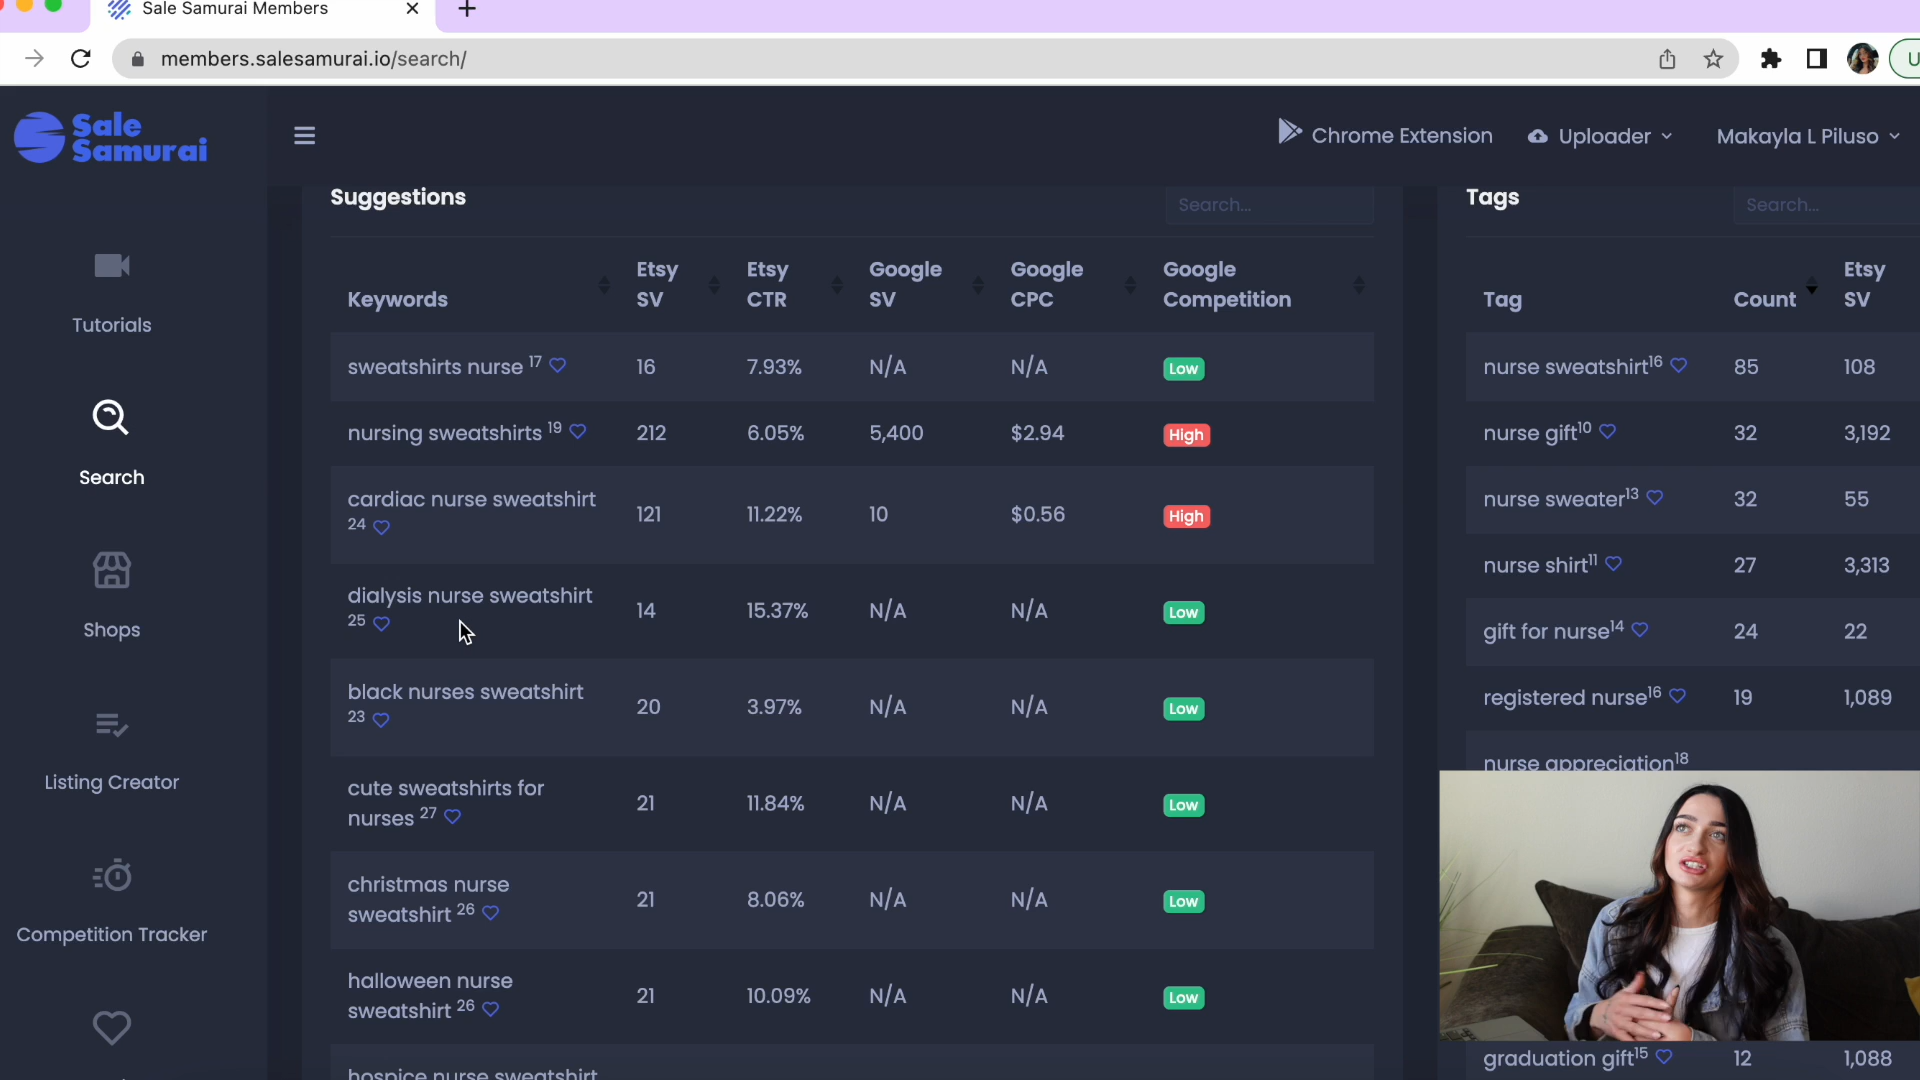 Sale Samurai Members
members.salesamurai.io/search/
Sale
Samurai
Chrome Extension
Uploader
Makayla L Piluso
Tutorials
Search
Shops
Listing Creator
Competition Tracker
Suggestions
Search...
Keywords
Etsy
SV
Etsy
CTR
Google
SV
Google
CPC
Google
Competition
sweatshirts nurse 17 16 7.93% N/A N/A Low
nursing sweatshirts 19 212 6.05% 5,400 $2.94 High
cardiac nurse sweatshirt
24 121 11.22% 10 $0.56 High
dialysis nurse sweatshirt
25 14 15.37% N/A N/A Low
black nurses sweatshirt
23 20 3.97% N/A N/A Low
cute sweatshirts for
nurses 27 21 11.84% N/A N/A Low
christmas nurse
sweatshirt 26 21 8.06% N/A N/A Low
halloween nurse
sweatshirt 26 21 10.09% N/A N/A Low
hospice nurse sweatshirt
Tags
Search...
Tag
Count
Etsy
SV
nurse sweatshirt16 85 108
nurse gift10 32 3,192
nurse sweater13 32 55
nurse shirt11 27 3,313
gift for nurse14 24 22
registered nurse16 19 1,089
nurse appreciation18
graduation gift15 12 1,088